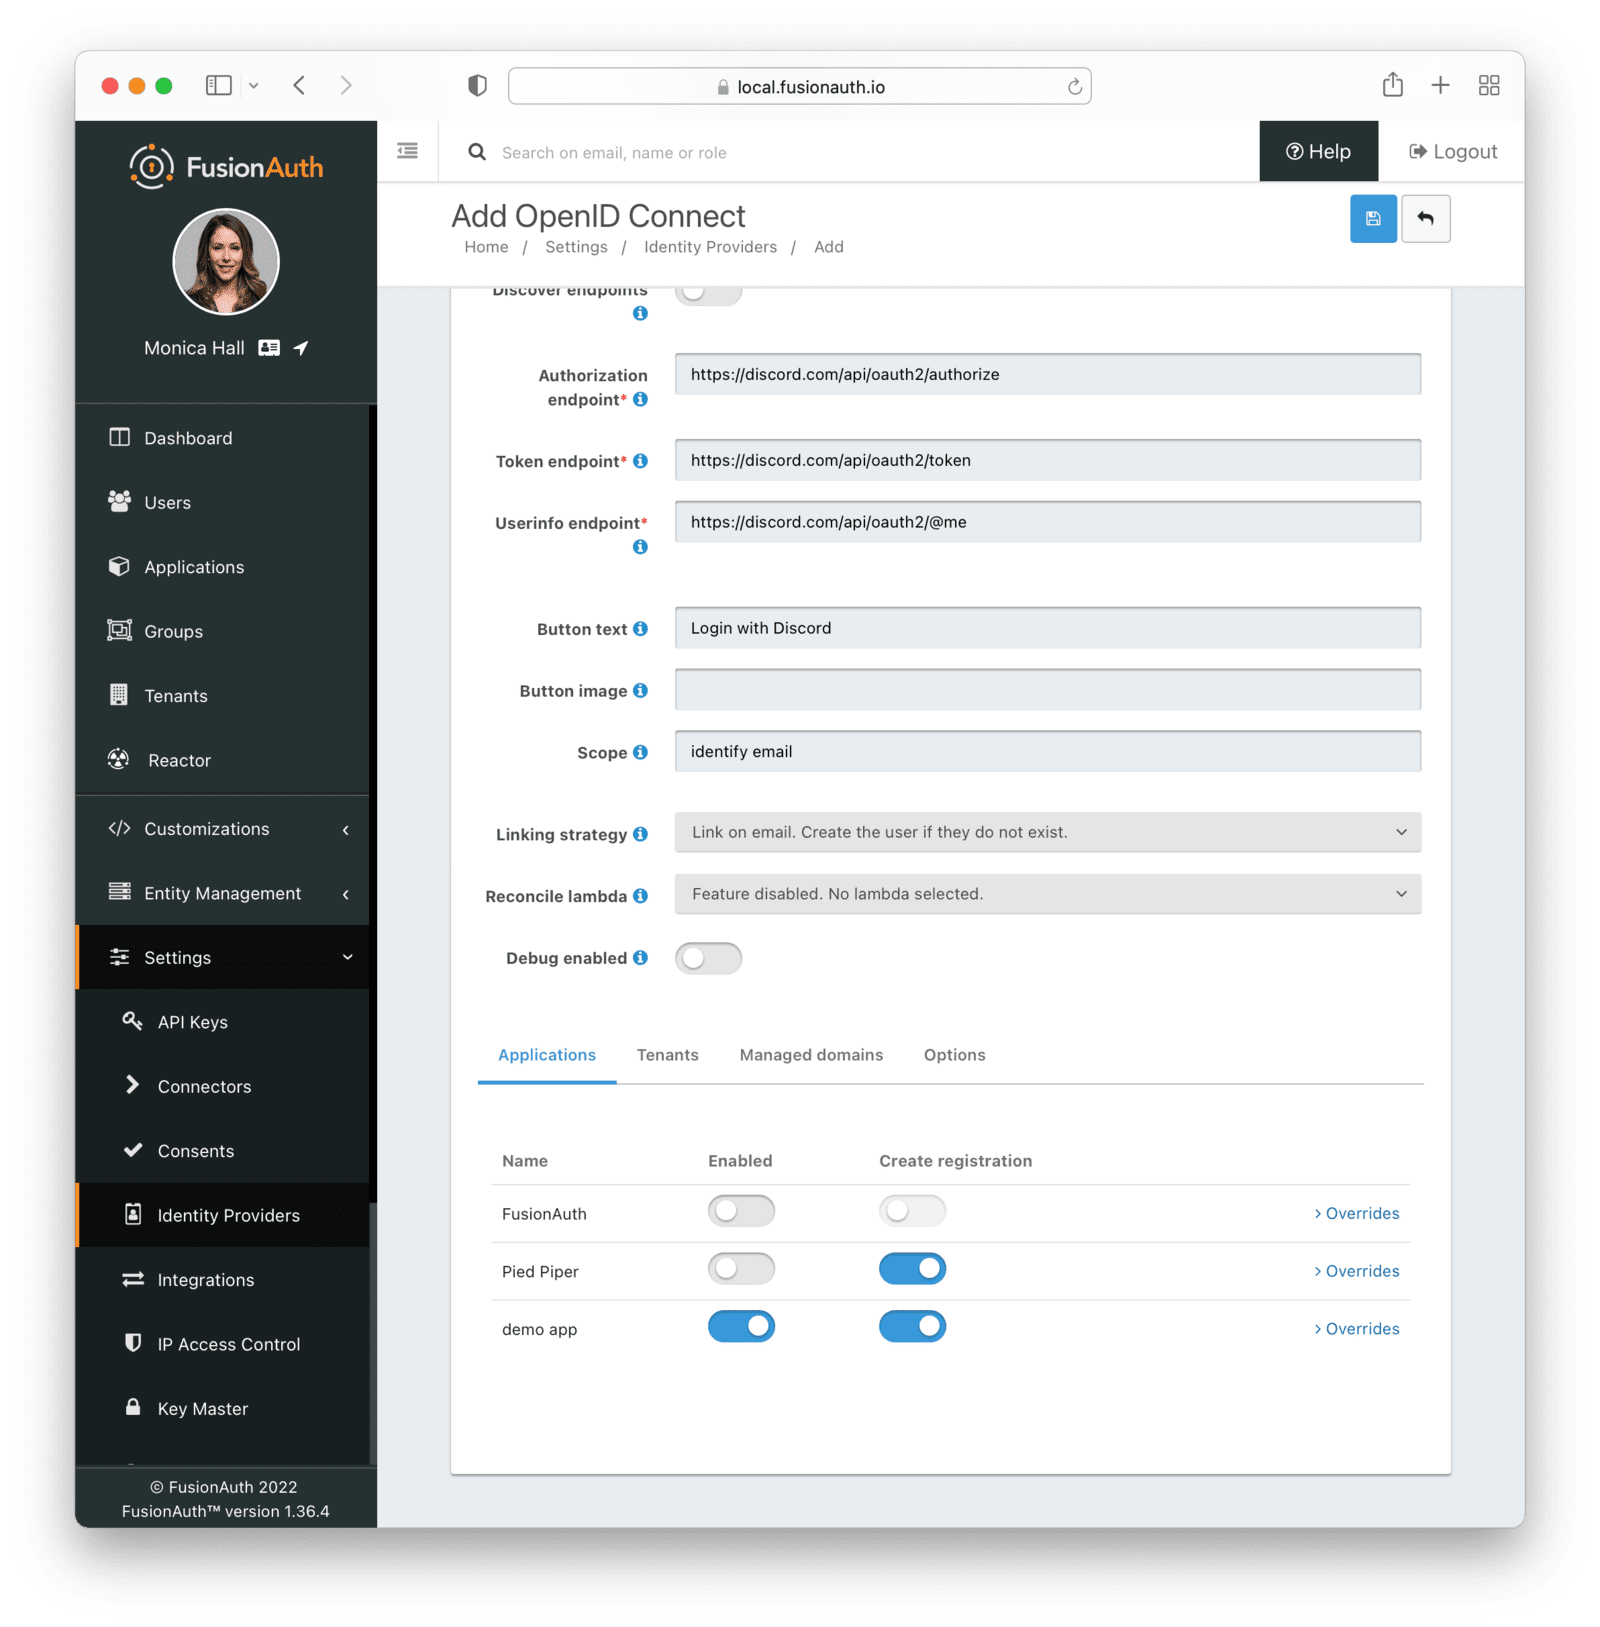 local.fusionauth.io
FusionAuth
Search on email, name or role
Help
Logout
Add OpenID Connect
Home / Settings / Identity Providers / Add
Monica Hall
Dashboard
Users
Applications
Groups
Tenants
Reactor
Customizations
Entity Management
Settings
API Keys
Connectors
Consents
Identity Providers
Integrations
IP Access Control
Key Master
© FusionAuth 2022
FusionAuth™ version 1.36.4
Discover endpoints
Authorization
endpoint* https://discord.com/api/oauth2/authorize
Token endpoint* https://discord.com/api/oauth2/token
Userinfo endpoint* https://discord.com/api/oauth2/@me
Button text Login with Discord
Button image
Scope identify email
Linking strategy Link on email. Create the user if they do not exist.
Reconcile lambda Feature disabled. No lambda selected.
Debug enabled
Applications Tenants Managed domains Options
Name Enabled Create registration
FusionAuth Overrides
Pied Piper Overrides
demo app Overrides